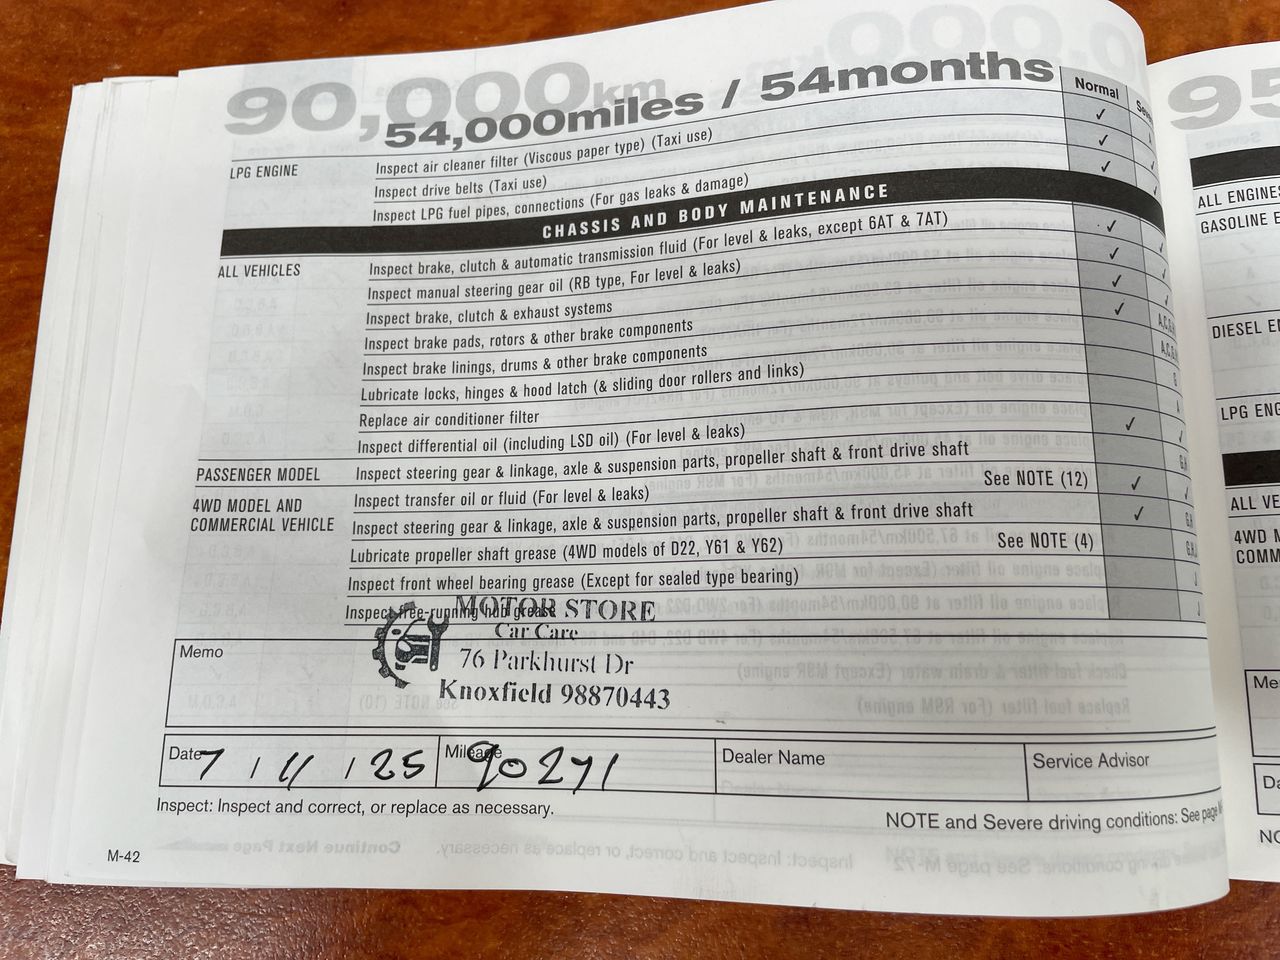 90,000km
54,000miles / 54months
Normal
LPG ENGINE
Inspect air cleaner filter (Viscous paper type) (Taxi use) ✓
Inspect drive belts (Taxi use) ✓
Inspect LPG fuel pipes, connections (For gas leaks & damage) ✓
CHASSIS AND BODY MAINTENANCE
ALL VEHICLES
Inspect brake, clutch & automatic transmission fluid (For level & leaks, except 6AT & 7AT) ✓
Inspect manual steering gear oil (RB type, For level & leaks) ✓
Inspect brake, clutch & exhaust systems ✓
Inspect brake pads, rotors & other brake components ✓
Inspect brake linings, drums & other brake components
Lubricate locks, hinges & hood latch (& sliding door rollers and links)
Replace air conditioner filter
Inspect differential oil (including LSD oil) (For level & leaks) ✓
PASSENGER MODEL
Inspect steering gear & linkage, axle & suspension parts, propeller shaft & front drive shaft
4WD MODEL AND
COMMERCIAL VEHICLE
Inspect transfer oil or fluid (For level & leaks) See NOTE (12) ✓
Inspect steering gear & linkage, axle & suspension parts, propeller shaft & front drive shaft ✓
Lubricate propeller shaft grease (4WD models of D22, Y61 & Y62) See NOTE (4)
Inspect front wheel bearing grease (Except for sealed type bearing)
Inspect free-running hub grease
MOTOR STORE
Car Care
76 Parkhurst Dr
Knoxfield 98870443
Memo
Date 7 / 11 / 25
Mileage 90271
Dealer Name
Service Advisor
Inspect: Inspect and correct, or replace as necessary.
NOTE and Severe driving conditions: See page
M-42
95
ALL ENGINES
GASOLINE E
DIESEL E
LPG ENG
ALL VE
4WD M
COMM
Me
Da